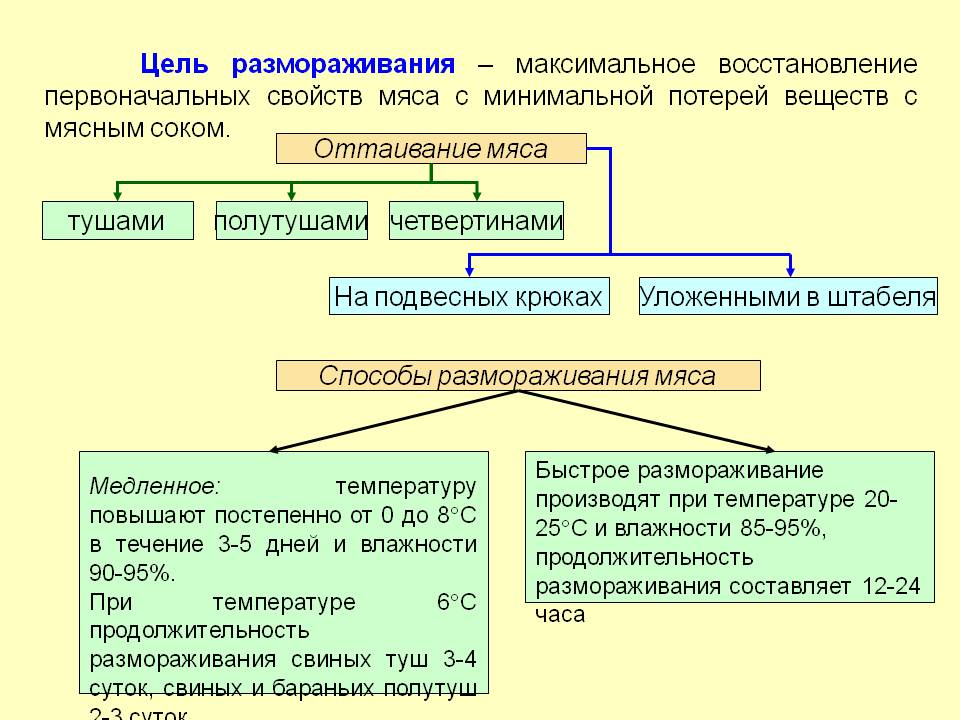 Цель размораживания – максимальное восстановление
первоначальных свойств мяса с минимальной потерей веществ с
мясным соком.
Оттаивание мяса
тушами
полутушами
четвертинами
На подвесных крюках
Уложенными в штабеля
Способы размораживания мяса
Медленное: температуру
повышают постепенно от 0 до 8°С
в течение 3-5 дней и влажности
90-95%.
При температуре 6°С
продолжительность
размораживания свиных туш 3-4
суток, свиных и бараньих полутуш
2-3 суток
Быстрое размораживание
производят при температуре 20-
25°С и влажности 85-95%,
продолжительность
размораживания составляет 12-24
часа